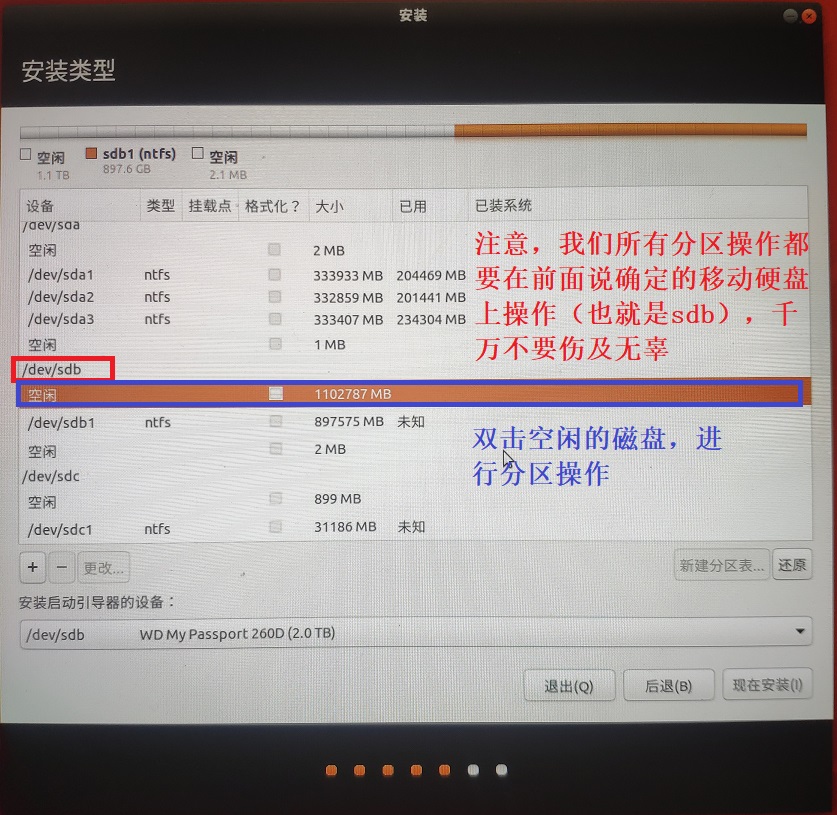 安装
安装类型
空闲 sdb1 (ntfs) 空闲
1.1 TB 897.6 GB 2.1 MB
设备 类型 挂载点 格式化？ 大小 已用 已装系统
/dev/sda
空闲 2 MB
/dev/sda1 ntfs 333933 MB 204469 MB
/dev/sda2 ntfs 332859 MB 201441 MB
/dev/sda3 ntfs 333407 MB 234304 MB
空闲 1 MB
/dev/sdb
空闲 1102787 MB
/dev/sdb1 ntfs 897575 MB 未知
空闲 2 MB
/dev/sdc
空闲 899 MB
/dev/sdc1 ntfs 31186 MB 未知
注意，我们所有分区操作都
要在前面说确定的移动硬盘
上操作（也就是sdb），千
万不要伤及无辜
双击空闲的磁盘，进
行分区操作
+ − 更改... 新建分区表... 还原
安装启动引导器的设备：
/dev/sdb WD My Passport 260D (2.0 TB)
退出(Q) 后退(B) 现在安装(I)